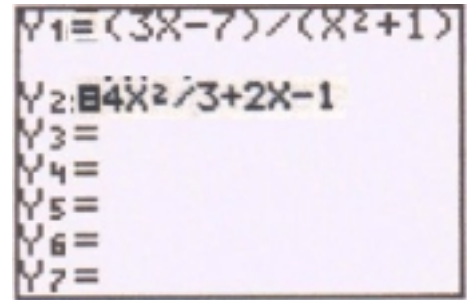 Y1=(3X-7)/(X²+1)
Y2=4X²/3+2X-1
Y3=
Y4=
Y5=
Y6=
Y7=